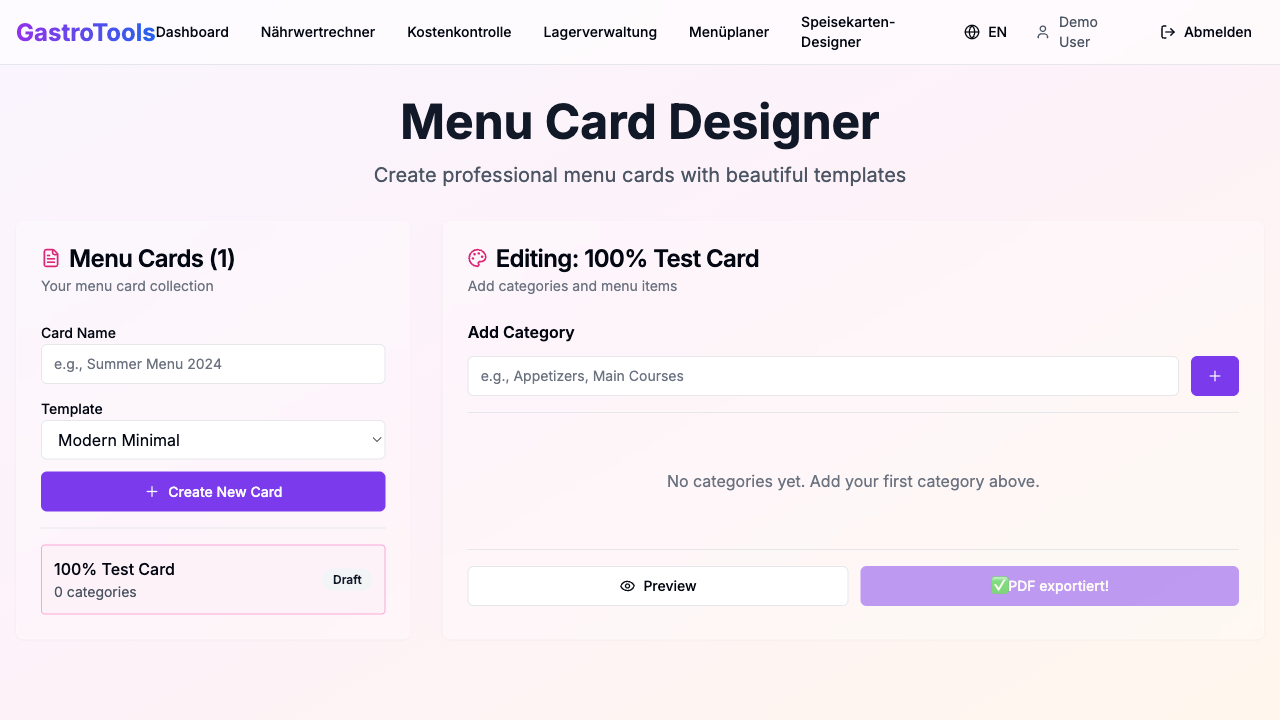 GastroTools
Dashboard
Nährwertrechner
Kostenkontrolle
Lagerverwaltung
Menüplaner
Speisekarten-
Designer
EN
Demo
User
Abmelden
Menu Card Designer
Create professional menu cards with beautiful templates
Menu Cards (1)
Your menu card collection
Card Name
e.g., Summer Menu 2024
Template
Modern Minimal
Create New Card
100% Test Card
0 categories
Draft
Editing: 100% Test Card
Add categories and menu items
Add Category
e.g., Appetizers, Main Courses
No categories yet. Add your first category above.
Preview
✅PDF exportiert!